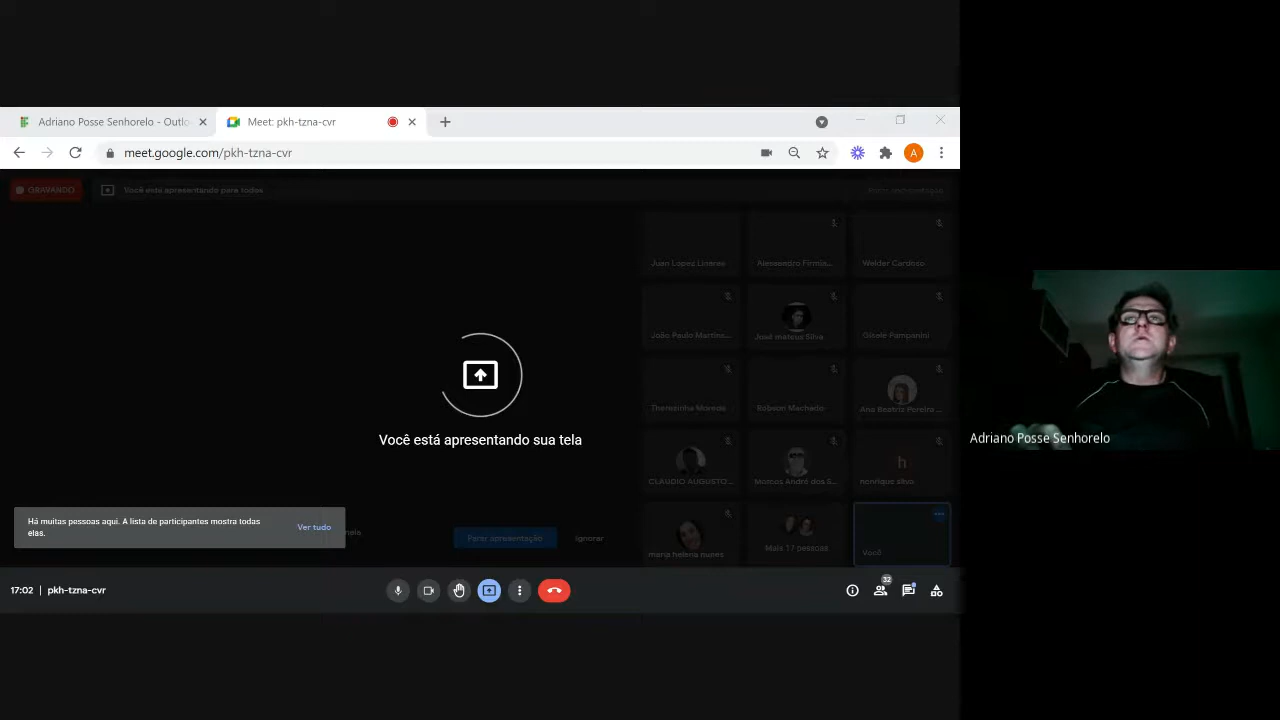 Adriano Posse Senhorelo - Outlo
Meet: pkh-tzna-cvr
meet.google.com/pkh-tzna-cvr
A
GRAVANDO
Você está apresentando para todos
Parar apresentação
Juan Lopez Linares
Alessandro Firmia...
Welder Cardoso
João Paulo Martins...
José mateus Silva
Gisele Pampanini
Therezinha Moreda
Robson Machado
Ana Beatriz Pereira ...
Você está apresentando sua tela
Adriano Posse Senhorelo
CLAUDIO AUGUSTO...
Marcos André dos S...
h
henrique silva
Há muitas pessoas aqui. A lista de participantes mostra todas
elas.
Ver tudo
Parar apresentação
Ignorar
maria helena nunes
Mais 17 pessoas
Você
17:02 | pkh-tzna-cvr
32